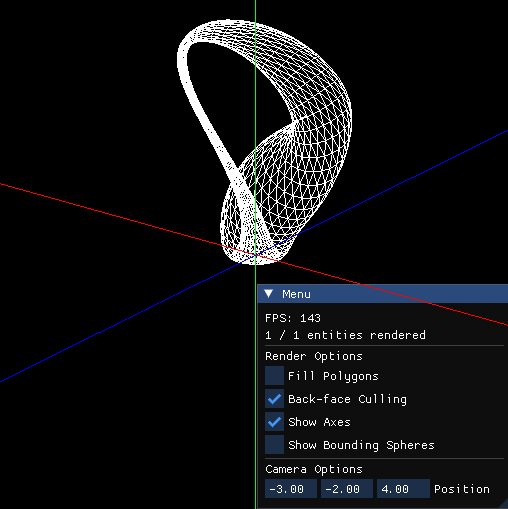 Menu
FPS: 143
1 / 1 entities rendered
Render Options
Fill Polygons
Back-face Culling
Show Axes
Show Bounding Spheres
Camera Options
-3.00 -2.00 4.00 Position